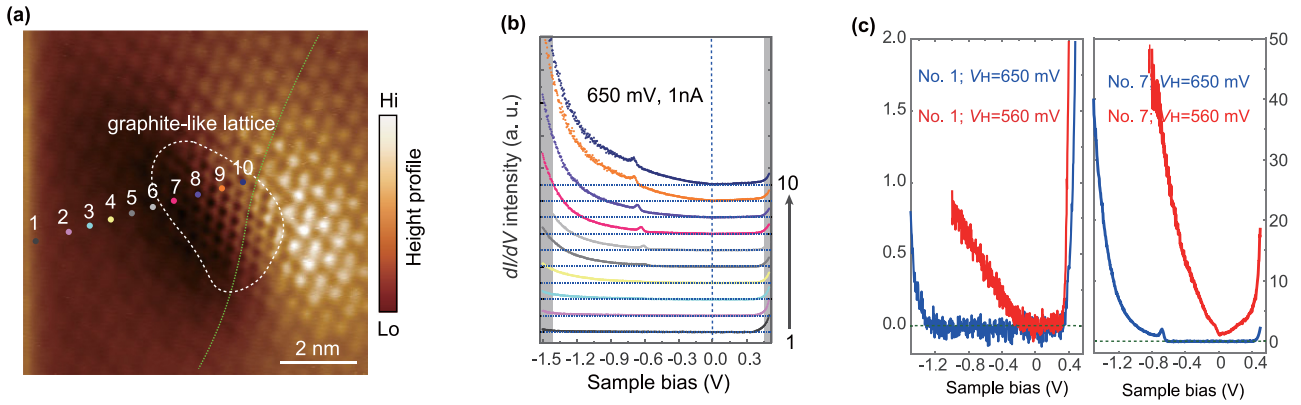 (a)
graphite-like lattice
1
2
3
4
5
6
7
8
9
10
2 nm
Hi
Height profile
Lo
(b)
650 mV, 1nA
10
1
dI/dV intensity (a. u.)
-1.5 -1.2 -0.9 -0.6 -0.3 0.0 0.3
Sample bias (V)
(c)
No. 1; VH=650 mV
No. 1; VH=560 mV
2.0
1.5
1.0
0.5
0.0
-1.2 -0.8 -0.4 0 0.4
Sample bias (V)
No. 7; VH=650 mV
No. 7; VH=560 mV
50
40
30
20
10
0
-1.2 -0.8 -0.4 0 0.4
Sample bias (V)